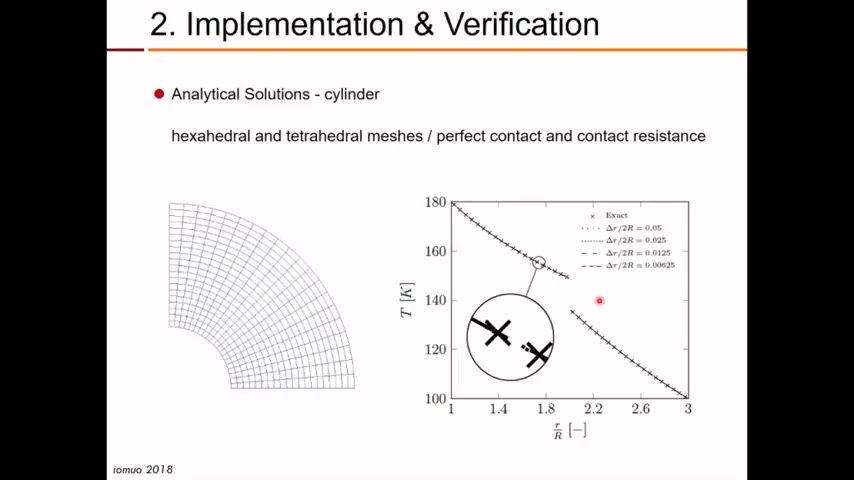 2. Implementation & Verification
Analytical Solutions - cylinder
hexahedral and tetrahedral meshes / perfect contact and contact resistance
180
160
140
120
100
T [K]
Exact
Δr/2R = 0.05
Δr/2R = 0.025
Δr/2R = 0.0125
Δr/2R = 0.00625
1 1.4 1.8 2.2 2.6 3
r/R [−]
iomuo 2018